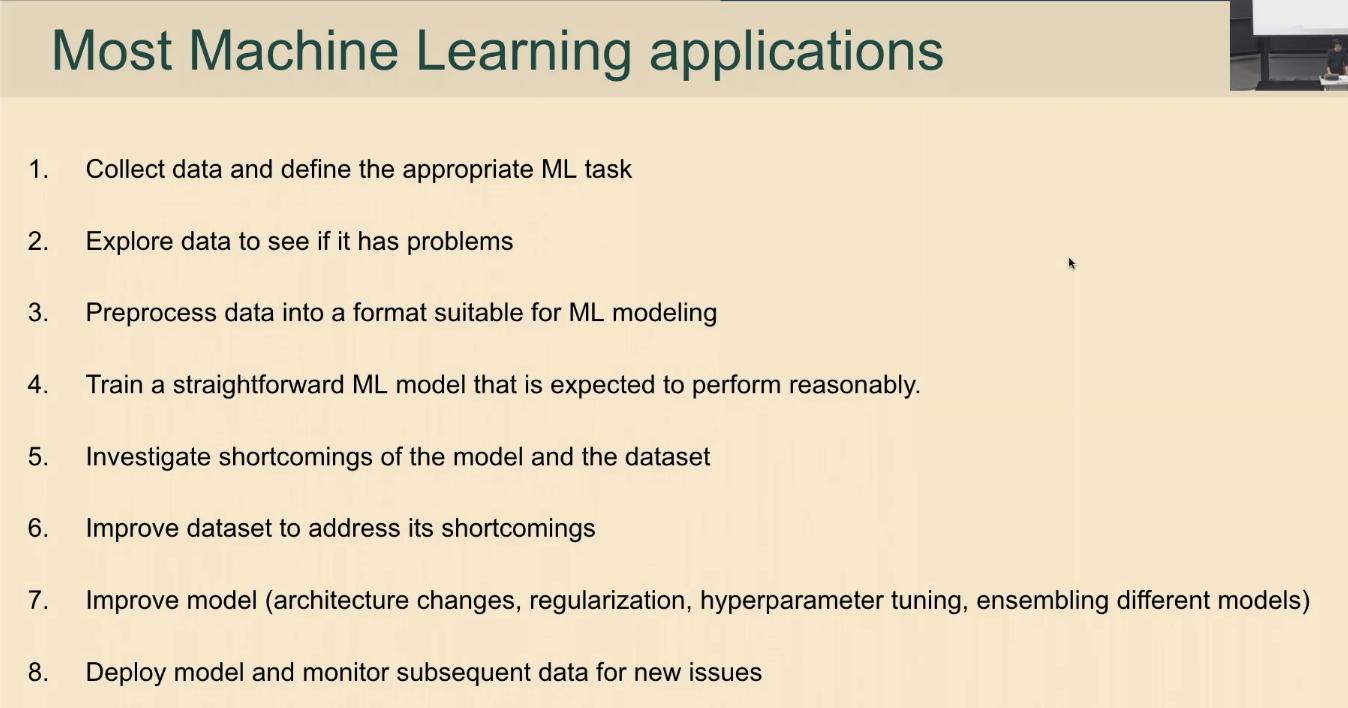 Most Machine Learning applications
1. Collect data and define the appropriate ML task
2. Explore data to see if it has problems
3. Preprocess data into a format suitable for ML modeling
4. Train a straightforward ML model that is expected to perform reasonably.
5. Investigate shortcomings of the model and the dataset
6. Improve dataset to address its shortcomings
7. Improve model (architecture changes, regularization, hyperparameter tuning, ensembling different models)
8. Deploy model and monitor subsequent data for new issues